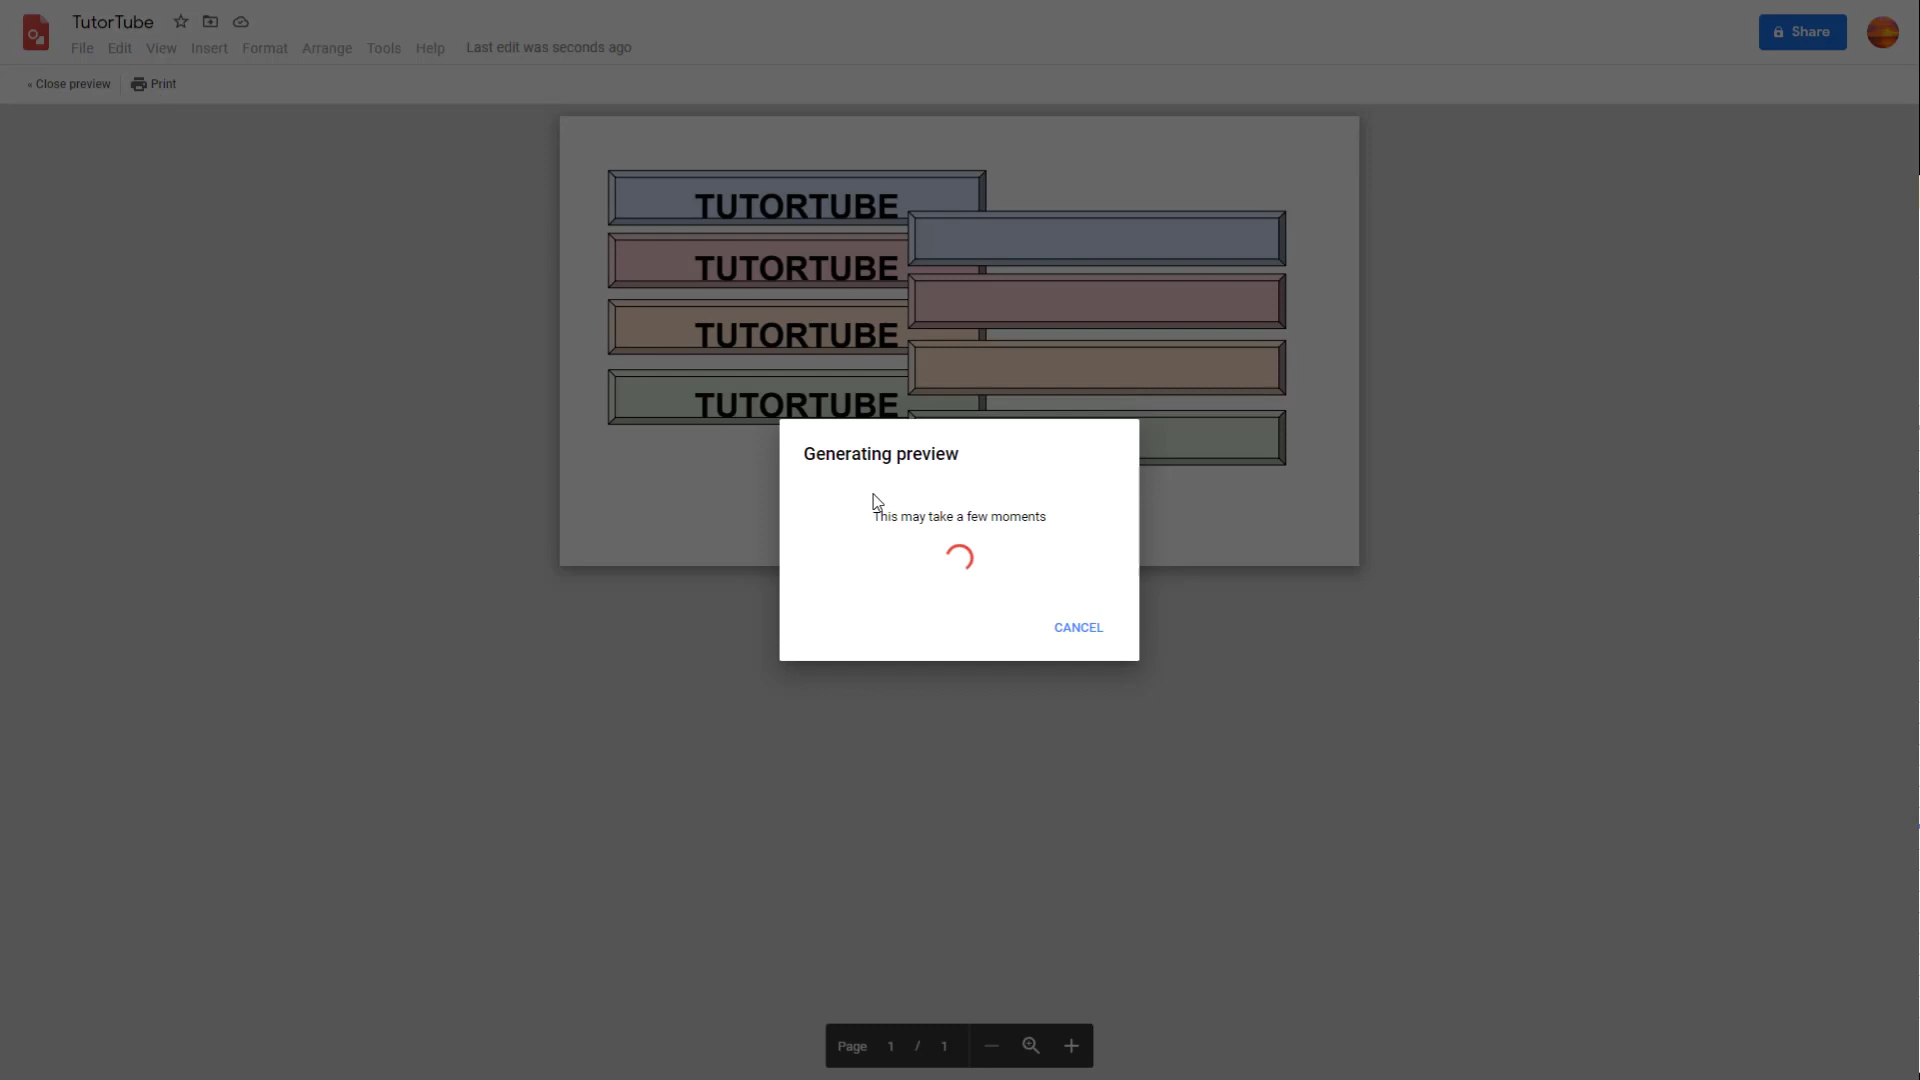 TutorTube
File Edit View Insert Format Arrange Tools Help Last edit was seconds ago
Share
« Close preview Print
TUTORTUBE
TUTORTUBE
TUTORTUBE
TUTORTUBE
Generating preview
This may take a few moments
CANCEL
Page 1 / 1